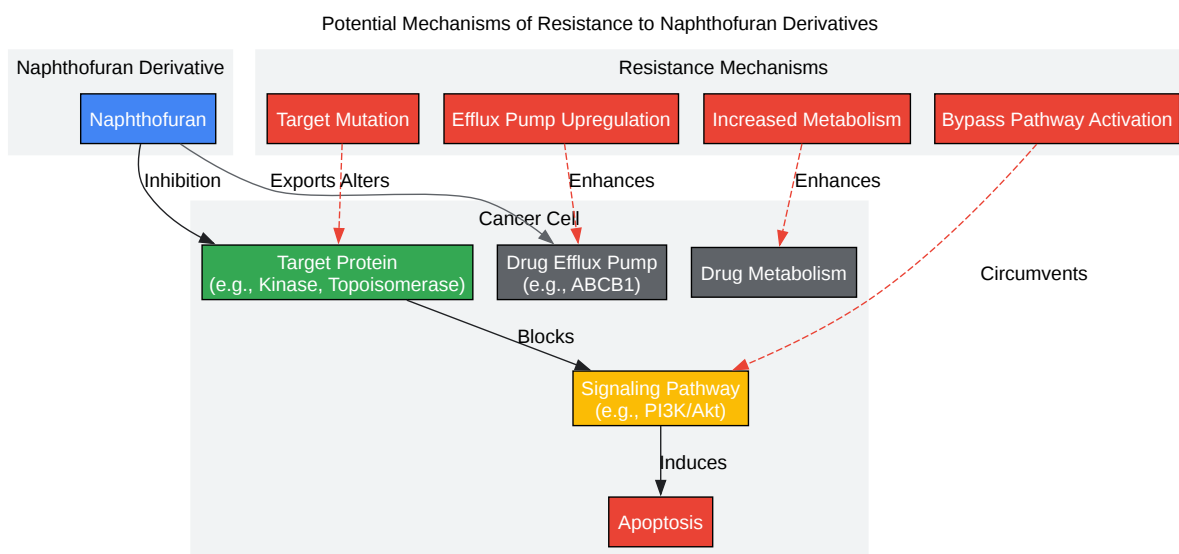 Potential Mechanisms of Resistance to Naphthofuran Derivatives
Naphthofuran Derivative
Resistance Mechanisms
Naphthofuran
Target Mutation
Efflux Pump Upregulation
Increased Metabolism
Bypass Pathway Activation
Inhibition
Exports
Alters
Enhances
Enhances
Cancer Cell
Target Protein
(e.g., Kinase, Topoisomerase)
Drug Efflux Pump
(e.g., ABCB1)
Drug Metabolism
Circumvents
Blocks
Signaling Pathway
(e.g., PI3K/Akt)
Induces
Apoptosis